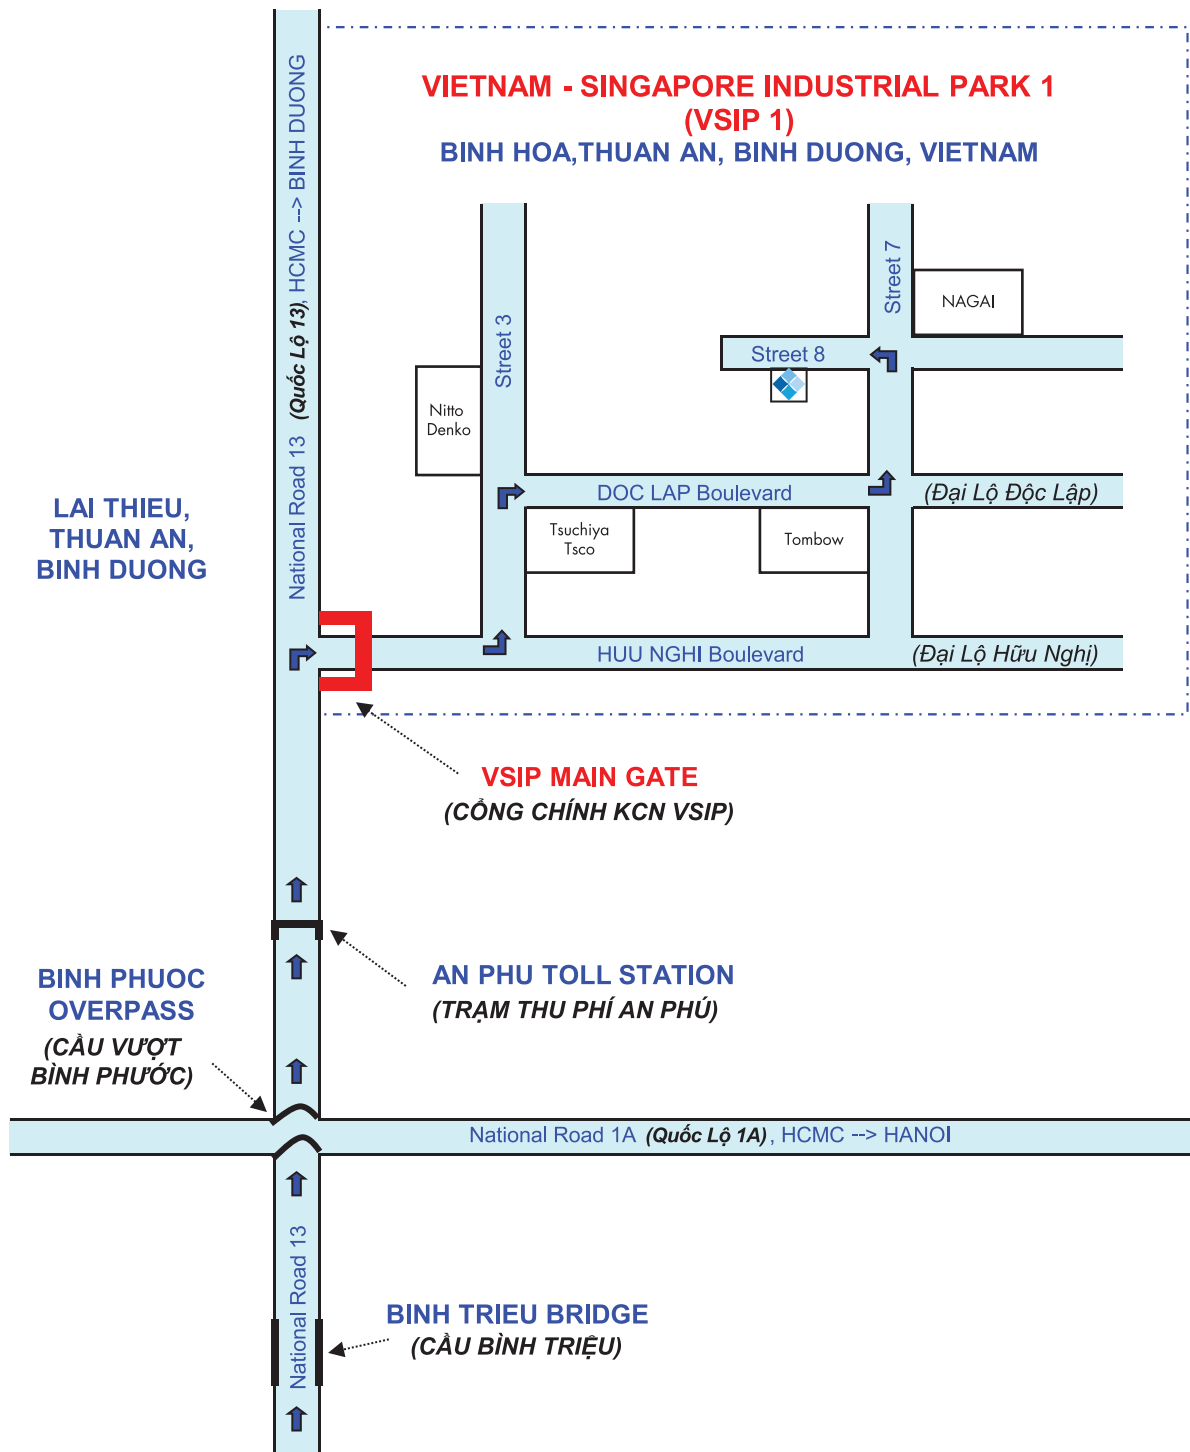 VIETNAM - SINGAPORE INDUSTRIAL PARK 1
(VSIP 1)
BINH HOA,THUAN AN, BINH DUONG, VIETNAM
National Road 13 (Quốc Lộ 13), HCMC --> BINH DUONG
Street 3
Street 7
NAGAI
Street 8
Nitto
Denko
DOC LAP Boulevard
(Đại Lộ Độc Lập)
LAI THIEU,
THUAN AN,
BINH DUONG
Tsuchiya
Tsco
Tombow
HUU NGHI Boulevard
(Đại Lộ Hữu Nghị)
VSIP MAIN GATE
(CỔNG CHÍNH KCN VSIP)
AN PHU TOLL STATION
(TRẠM THU PHÍ AN PHÚ)
BINH PHUOC
OVERPASS
(CẦU VƯỢT
BÌNH PHƯỚC)
National Road 1A (Quốc Lộ 1A), HCMC --> HANOI
National Road 13
BINH TRIEU BRIDGE
(CẦU BÌNH TRIỆU)